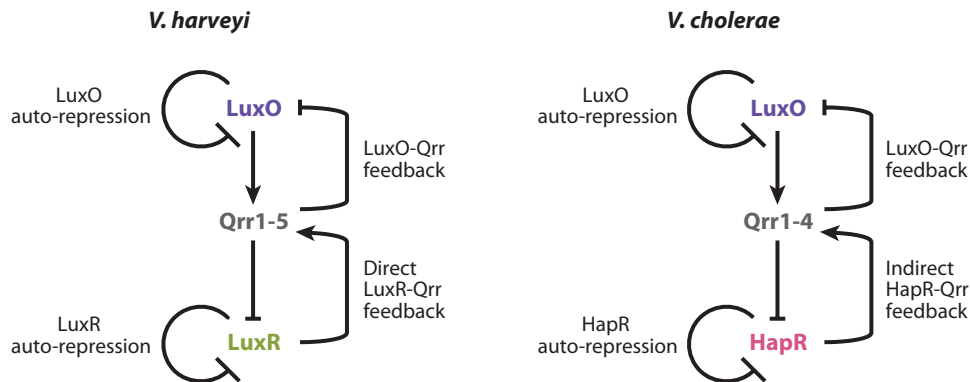 V. harveyi
LuxO
auto-repression
LuxO
LuxO-Qrr
feedback
Qrr1-5
Direct
LuxR-Qrr
feedback
LuxR
auto-repression
LuxR
V. cholerae
LuxO
auto-repression
LuxO
LuxO-Qrr
feedback
Qrr1-4
Indirect
HapR-Qrr
feedback
HapR
auto-repression
HapR